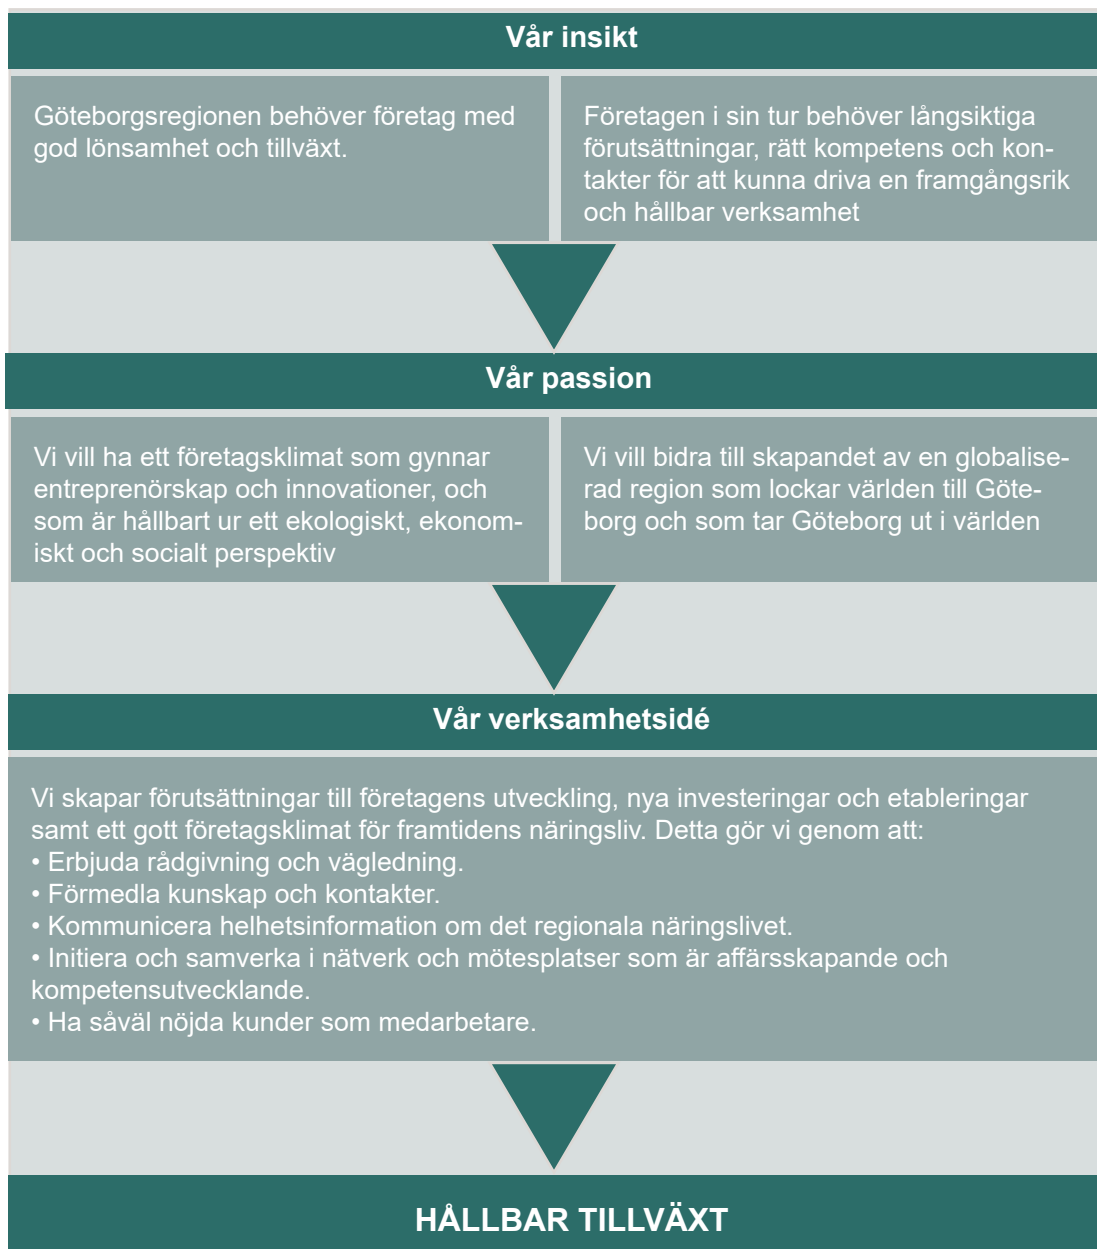 Vår insikt
Göteborgsregionen behöver företag med
god lönsamhet och tillväxt.
Företagen i sin tur behöver långsiktiga
förutsättningar, rätt kompetens och kon-
takter för att kunna driva en framgångsrik
och hållbar verksamhet
Vår passion
Vi vill ha ett företagsklimat som gynnar
entreprenörskap och innovationer, och
som är hållbart ur ett ekologiskt, ekonom-
iskt och socialt perspektiv
Vi vill bidra till skapandet av en globalise-
rad region som lockar världen till Göte-
borg och som tar Göteborg ut i världen
Vår verksamhetsidé
Vi skapar förutsättningar till företagens utveckling, nya investeringar och etableringar
samt ett gott företagsklimat för framtidens näringsliv. Detta gör vi genom att:
• Erbjuda rådgivning och vägledning.
• Förmedla kunskap och kontakter.
• Kommunicera helhetsinformation om det regionala näringslivet.
• Initiera och samverka i nätverk och mötesplatser som är affärsskapande och
kompetensutvecklande.
• Ha såväl nöjda kunder som medarbetare.
HÅLLBAR TILLVÄXT